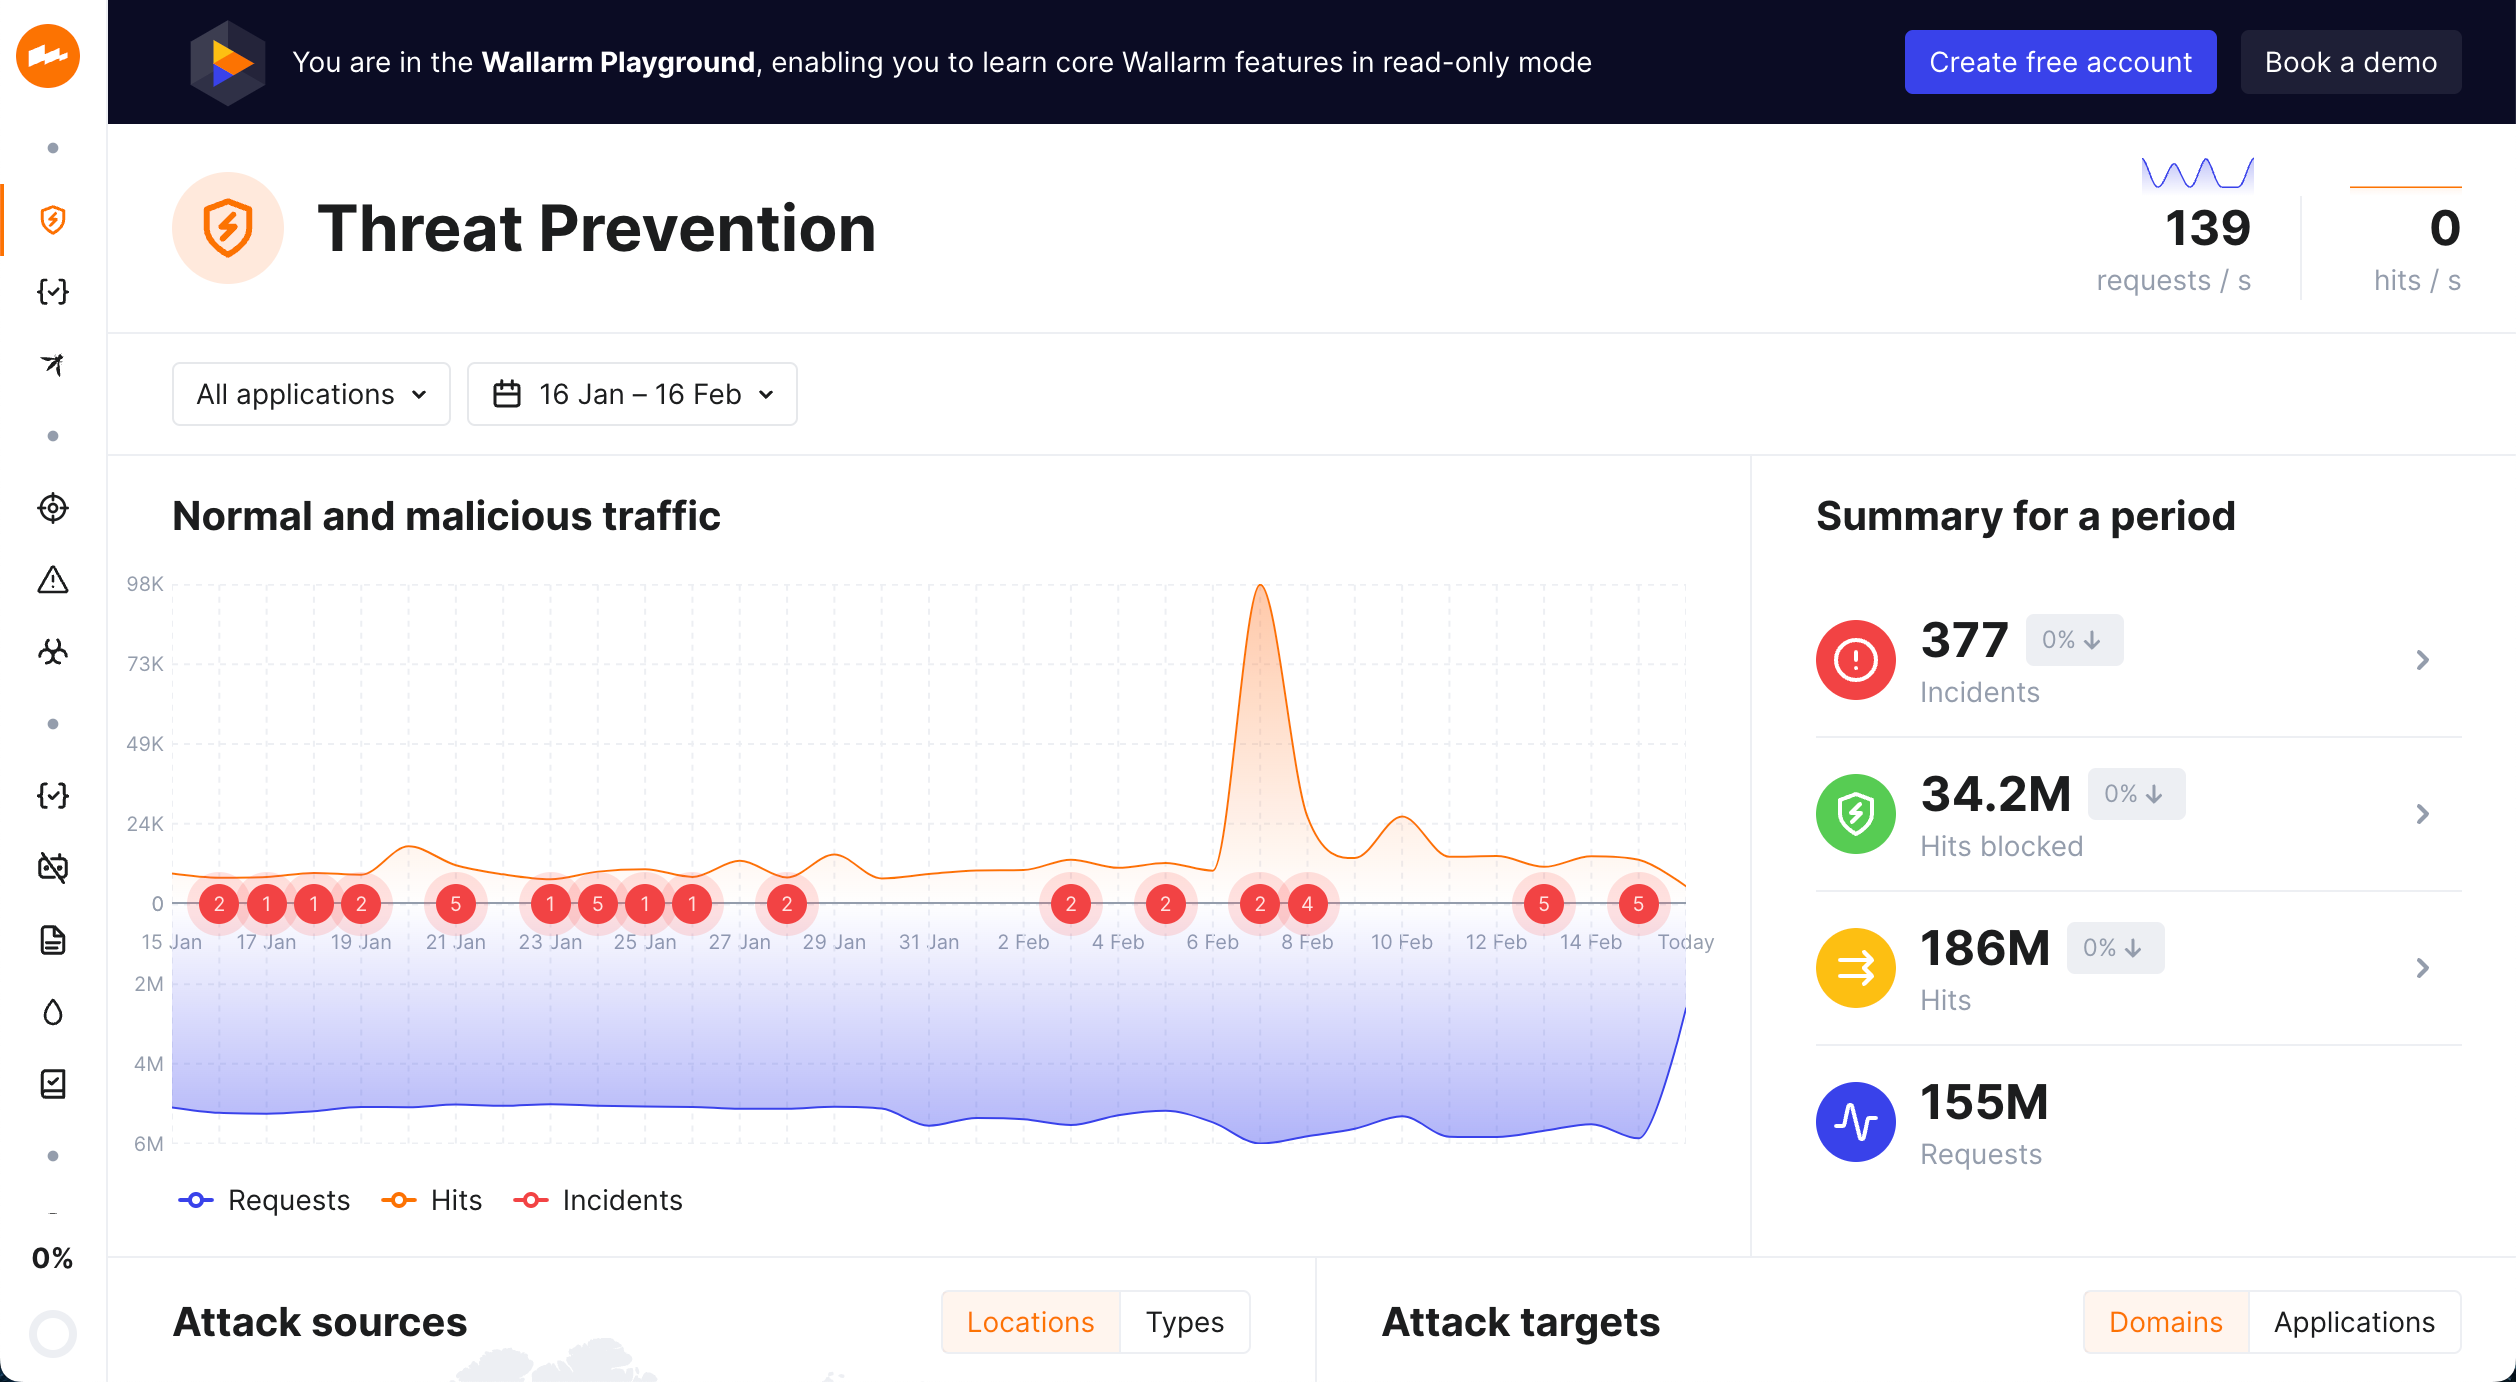 You are in the Wallarm Playground, enabling you to learn core Wallarm features in read-only mode
Create free account
Book a demo
Threat Prevention
139
requests / s
0
hits / s
All applications
16 Jan – 16 Feb
Normal and malicious traffic
98K
73K
49K
24K
0
2 1 1 2 5 1 5 1 1 2 2 2 2 4 5 5
15 Jan 17 Jan 19 Jan 21 Jan 23 Jan 25 Jan 27 Jan 29 Jan 31 Jan 2 Feb 4 Feb 6 Feb 8 Feb 10 Feb 12 Feb 14 Feb Today
2M
4M
6M
Requests Hits Incidents
Summary for a period
377 0%
Incidents
34.2M 0%
Hits blocked
186M 0%
Hits
155M
Requests
0%
Attack sources
Locations Types
Attack targets
Domains Applications